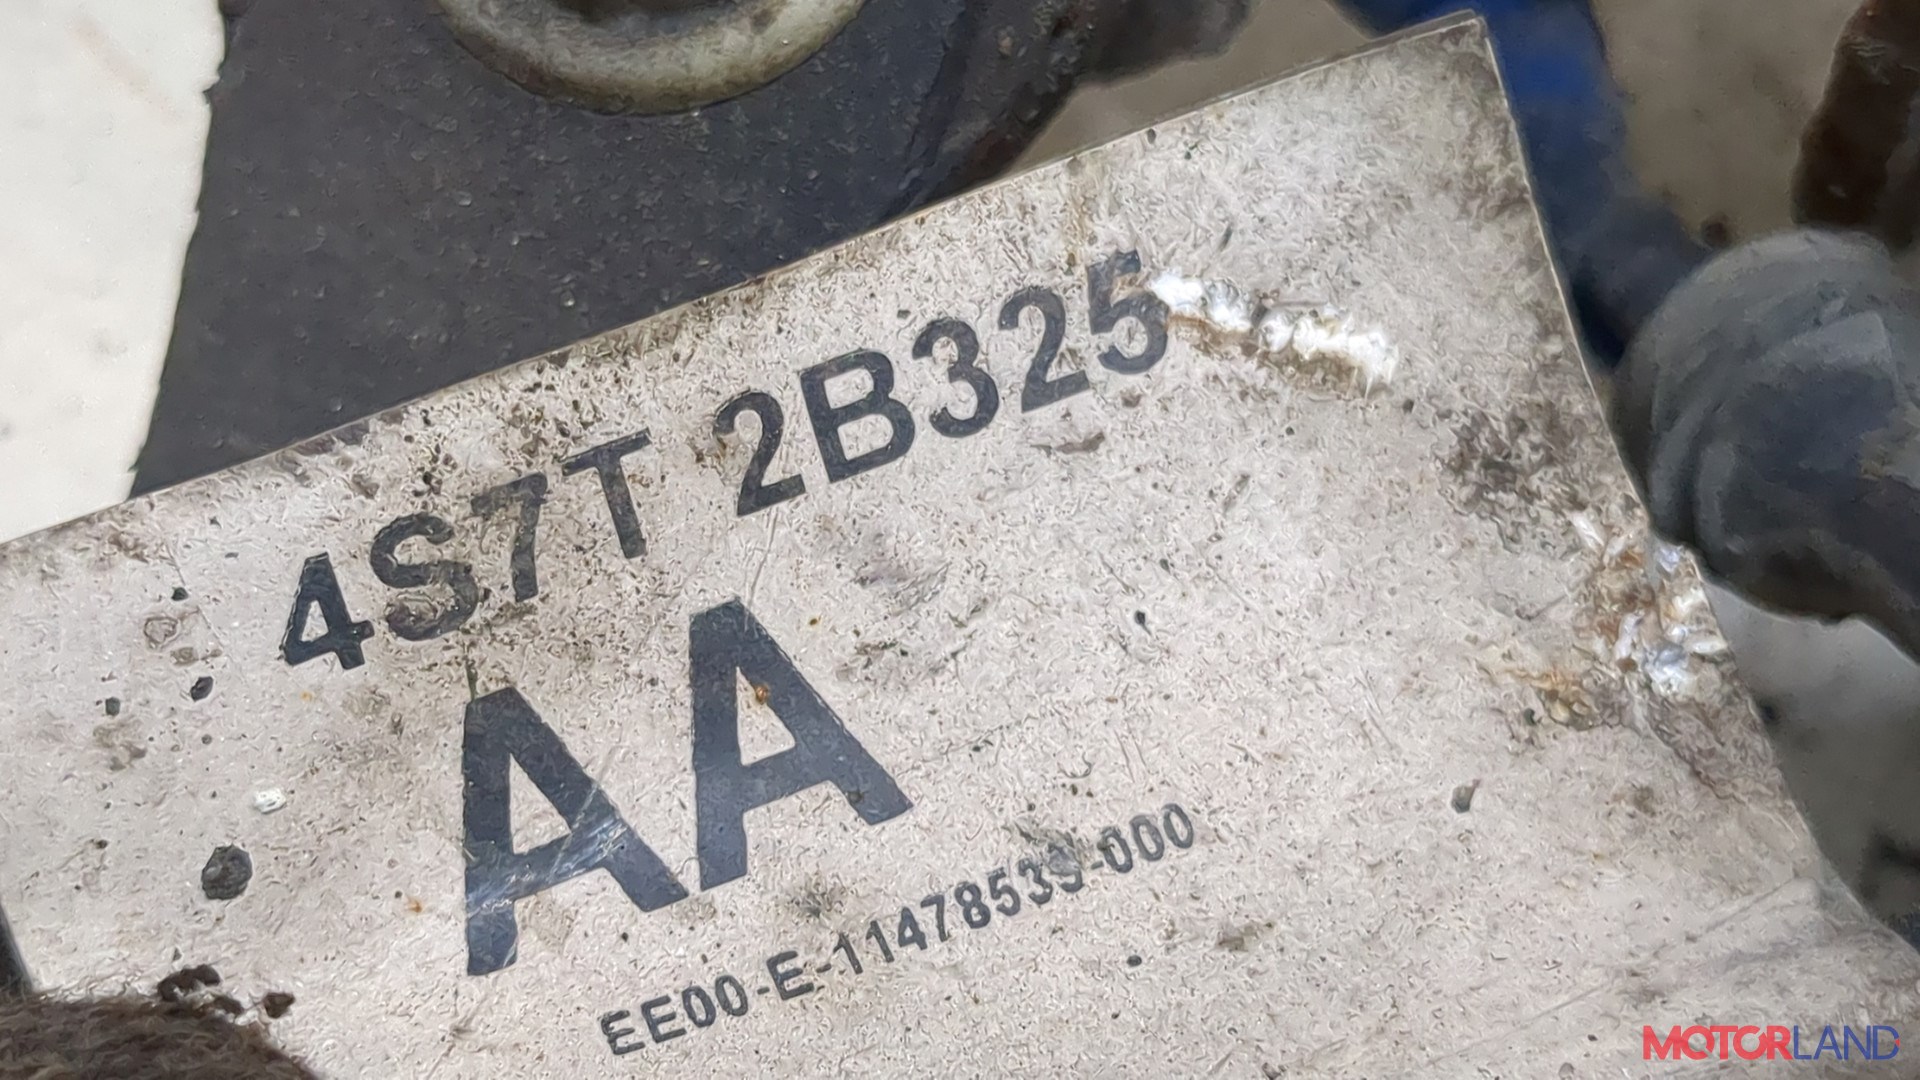 4S7T 2B325
AA
EE00-E-11478539-000
MOTORLAND